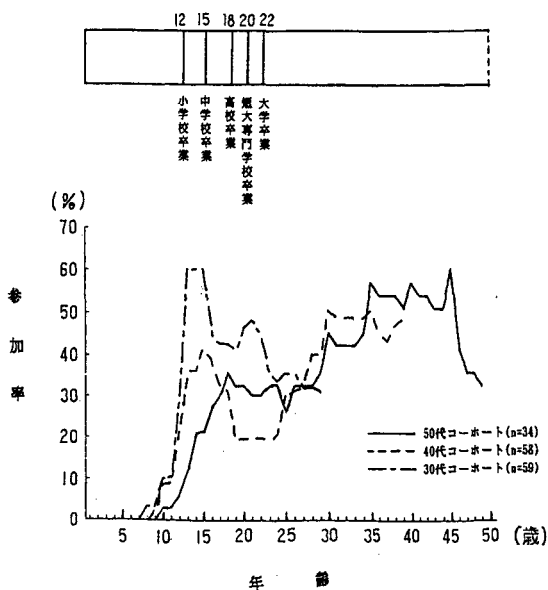 12 15 18 20 22
小学校卒業
中学校卒業
高校卒業
短大専門学校卒業
大学卒業
(%)
70
60
50
40
30
20
10
0
参加率
5 10 15 20 25 30 35 40 45 50 (歳)
年齢
50代コーホート(n=34)
40代コーホート(n=58)
30代コーホート(n=59)